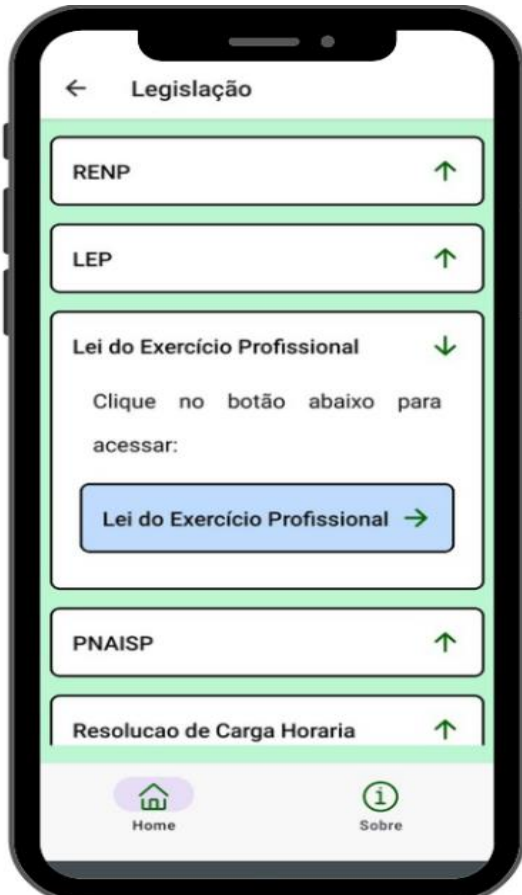 Legislação
RENP
LEP
Lei do Exercício Profissional
Clique no botão abaixo para
acessar:
Lei do Exercício Profissional
PNAISP
Resolucao de Carga Horaria
Home
Sobre